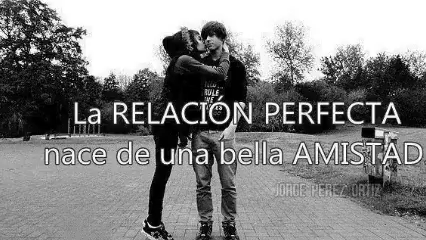 La RELACION PERFECTA
nace de una bella AMISTAD.
JORGE PEREZ ORTIZ